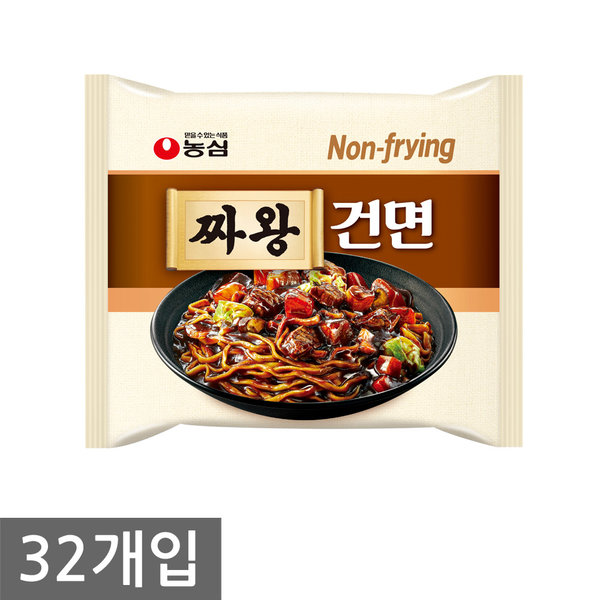 믿을 수 있는 식품
농심
Non-frying
짜왕
건면
32개입